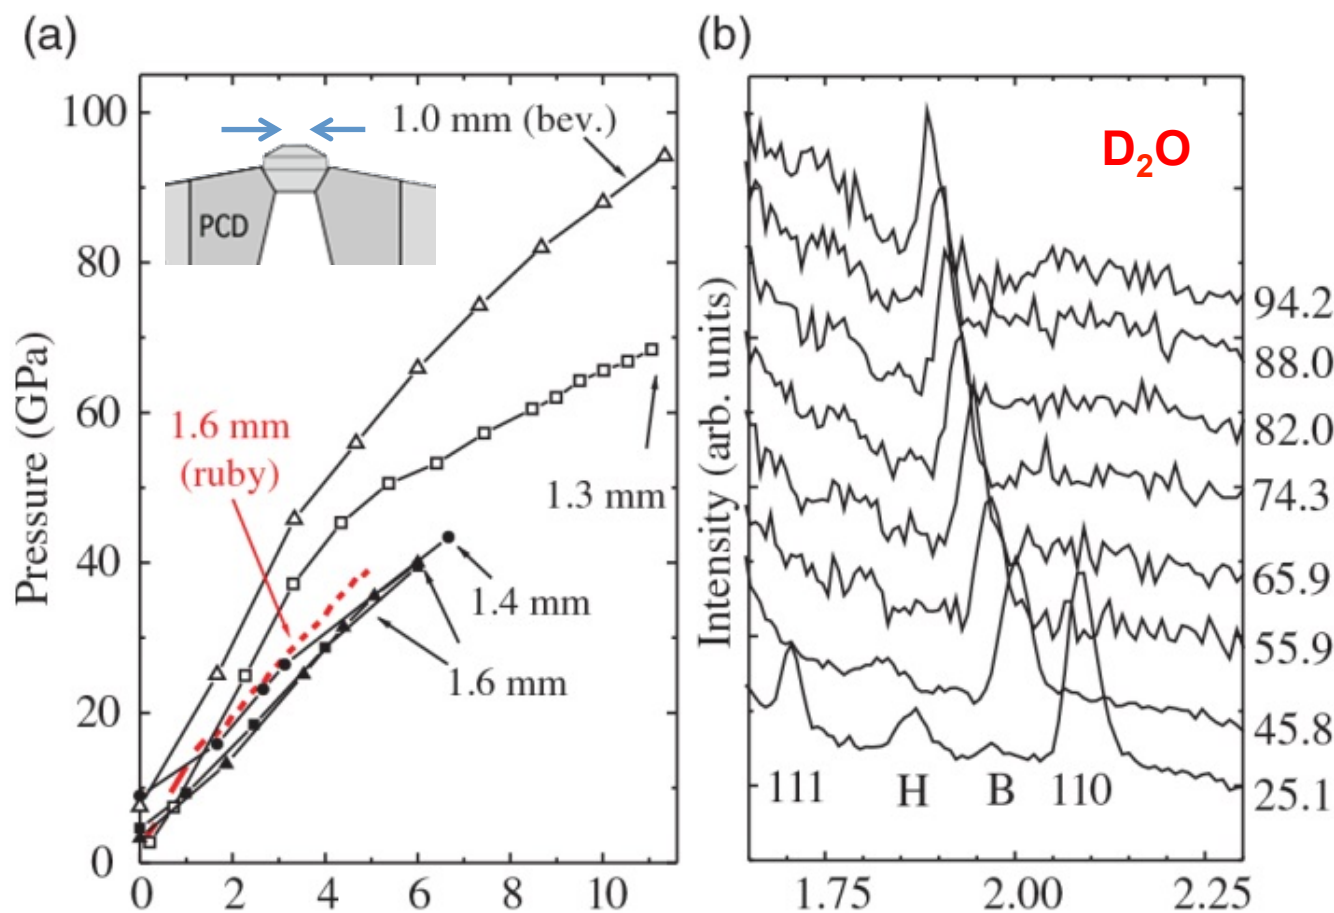 (a)
Pressure (GPa)
100
80
60
40
20
0
0 2 4 6 8 10
PCD
1.0 mm (bev.)
1.6 mm
(ruby)
1.3 mm
1.4 mm
1.6 mm
(b)
Intensity (arb. units)
D₂O
94.2
88.0
82.0
74.3
65.9
55.9
45.8
25.1
111 H B 110
1.75 2.00 2.25